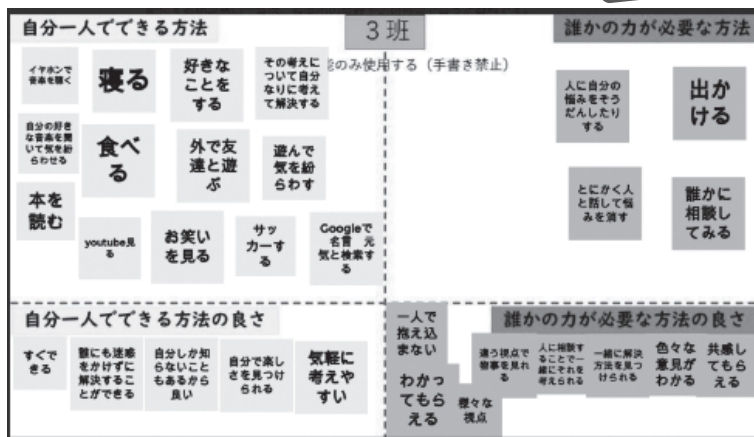 自分一人でできる方法
3班
誰かの力が必要な方法
能のみ使用する（手書き禁止）
イヤホンで
音楽を聴く
寝る
好きな
ことを
する
その考えに
ついて自分
なりに考え
て解決する
自分の好き
な音楽を聞
いて気を紛
らわせる
食べ
る
外で友
達と遊
ぶ
遊んで
気を紛
らわす
本を
読む
youtube見
る
お笑い
を見る
サッ
カーす
る
Googleで
名言 元
気と検索す
る
人に自分の
悩みをそう
だんしたり
する
出か
ける
とにかく人
と話して悩
みを消す
誰かに
相談し
てみる
自分一人でできる方法の良さ
すぐで
きる
誰にも迷惑
をかけずに
解決するこ
とができる
自分しか知
らないこと
もあるから
良い
自分で楽し
さを見つけ
られる
気軽に
考えや
すい
誰かの力が必要な方法の良さ
一人で
抱え込
まない
わかっ
てもら
える
様々な
視点
違う視点で
物事を見れ
る
人に相談す
ることで一
緒にそれを
考えられる
一緒に解決
方法を見つ
けられる
色々な
意見が
わかる
共感し
てもら
える